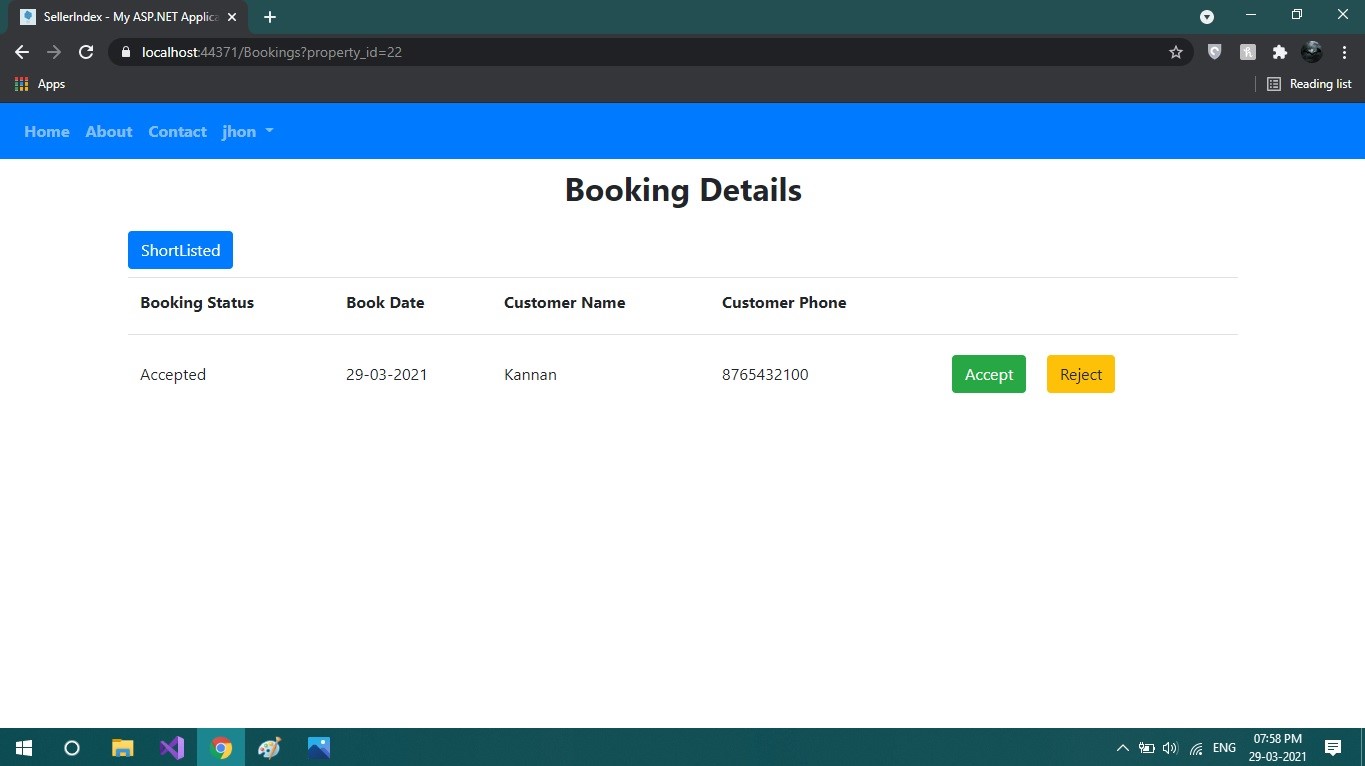 SellerIndex - My ASP.NET Applica
localhost:44371/Bookings?property_id=22
Apps
Reading list
Home About Contact jhon
Booking Details
ShortListed
Booking Status Book Date Customer Name Customer Phone
Accepted 29-03-2021 Kannan 8765432100 Accept Reject
ENG
07:58 PM
29-03-2021